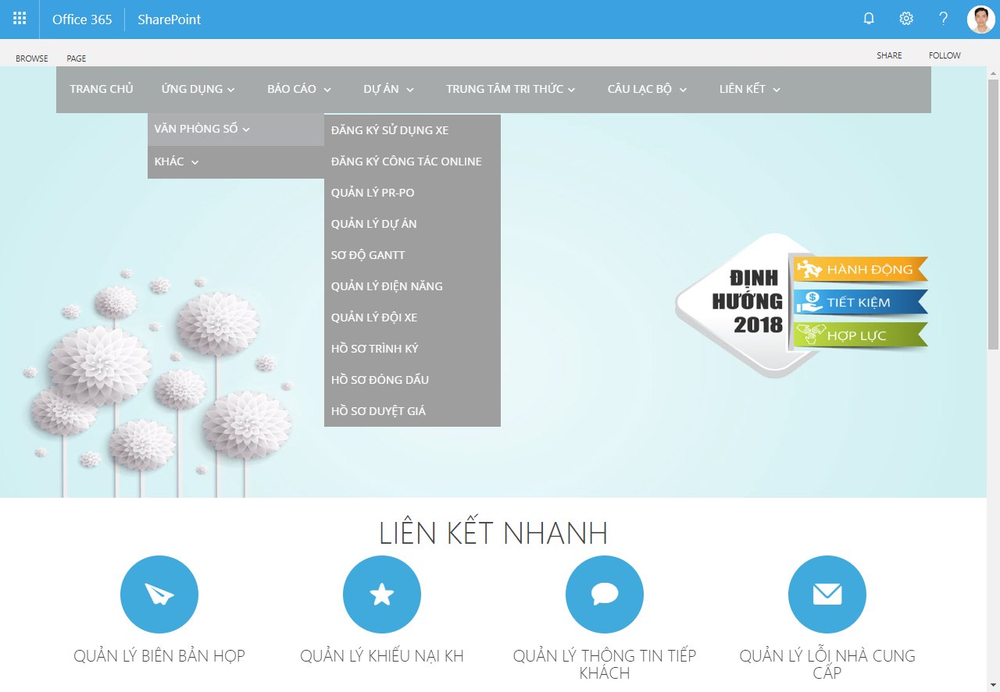 Office 365
SharePoint
BROWSE
PAGE
SHARE
FOLLOW
TRANG CHỦ
ỨNG DỤNG
BÁO CÁO
DỰ ÁN
TRUNG TÂM TRI THỨC
CÂU LẠC BỘ
LIÊN KẾT
VĂN PHÒNG SỐ
KHÁC
ĐĂNG KÝ SỬ DỤNG XE
ĐĂNG KÝ CÔNG TÁC ONLINE
QUẢN LÝ PR-PO
QUẢN LÝ DỰ ÁN
SƠ ĐỘ GANTT
QUẢN LÝ ĐIỆN NĂNG
QUẢN LÝ ĐỘI XE
HỒ SƠ TRÌNH KÝ
HỒ SƠ ĐÓNG DẤU
HỒ SƠ DUYỆT GIÁ
ĐỊNH
HƯỚNG
2018
HÀNH ĐỘNG
TIẾT KIỆM
HỢP LỰC
LIÊN KẾT NHANH
QUẢN LÝ BIÊN BẢN HỌP
QUẢN LÝ KHIẾU NẠI KH
QUẢN LÝ THÔNG TIN TIẾP
KHÁCH
QUẢN LÝ LỖI NHÀ CUNG
CẤP